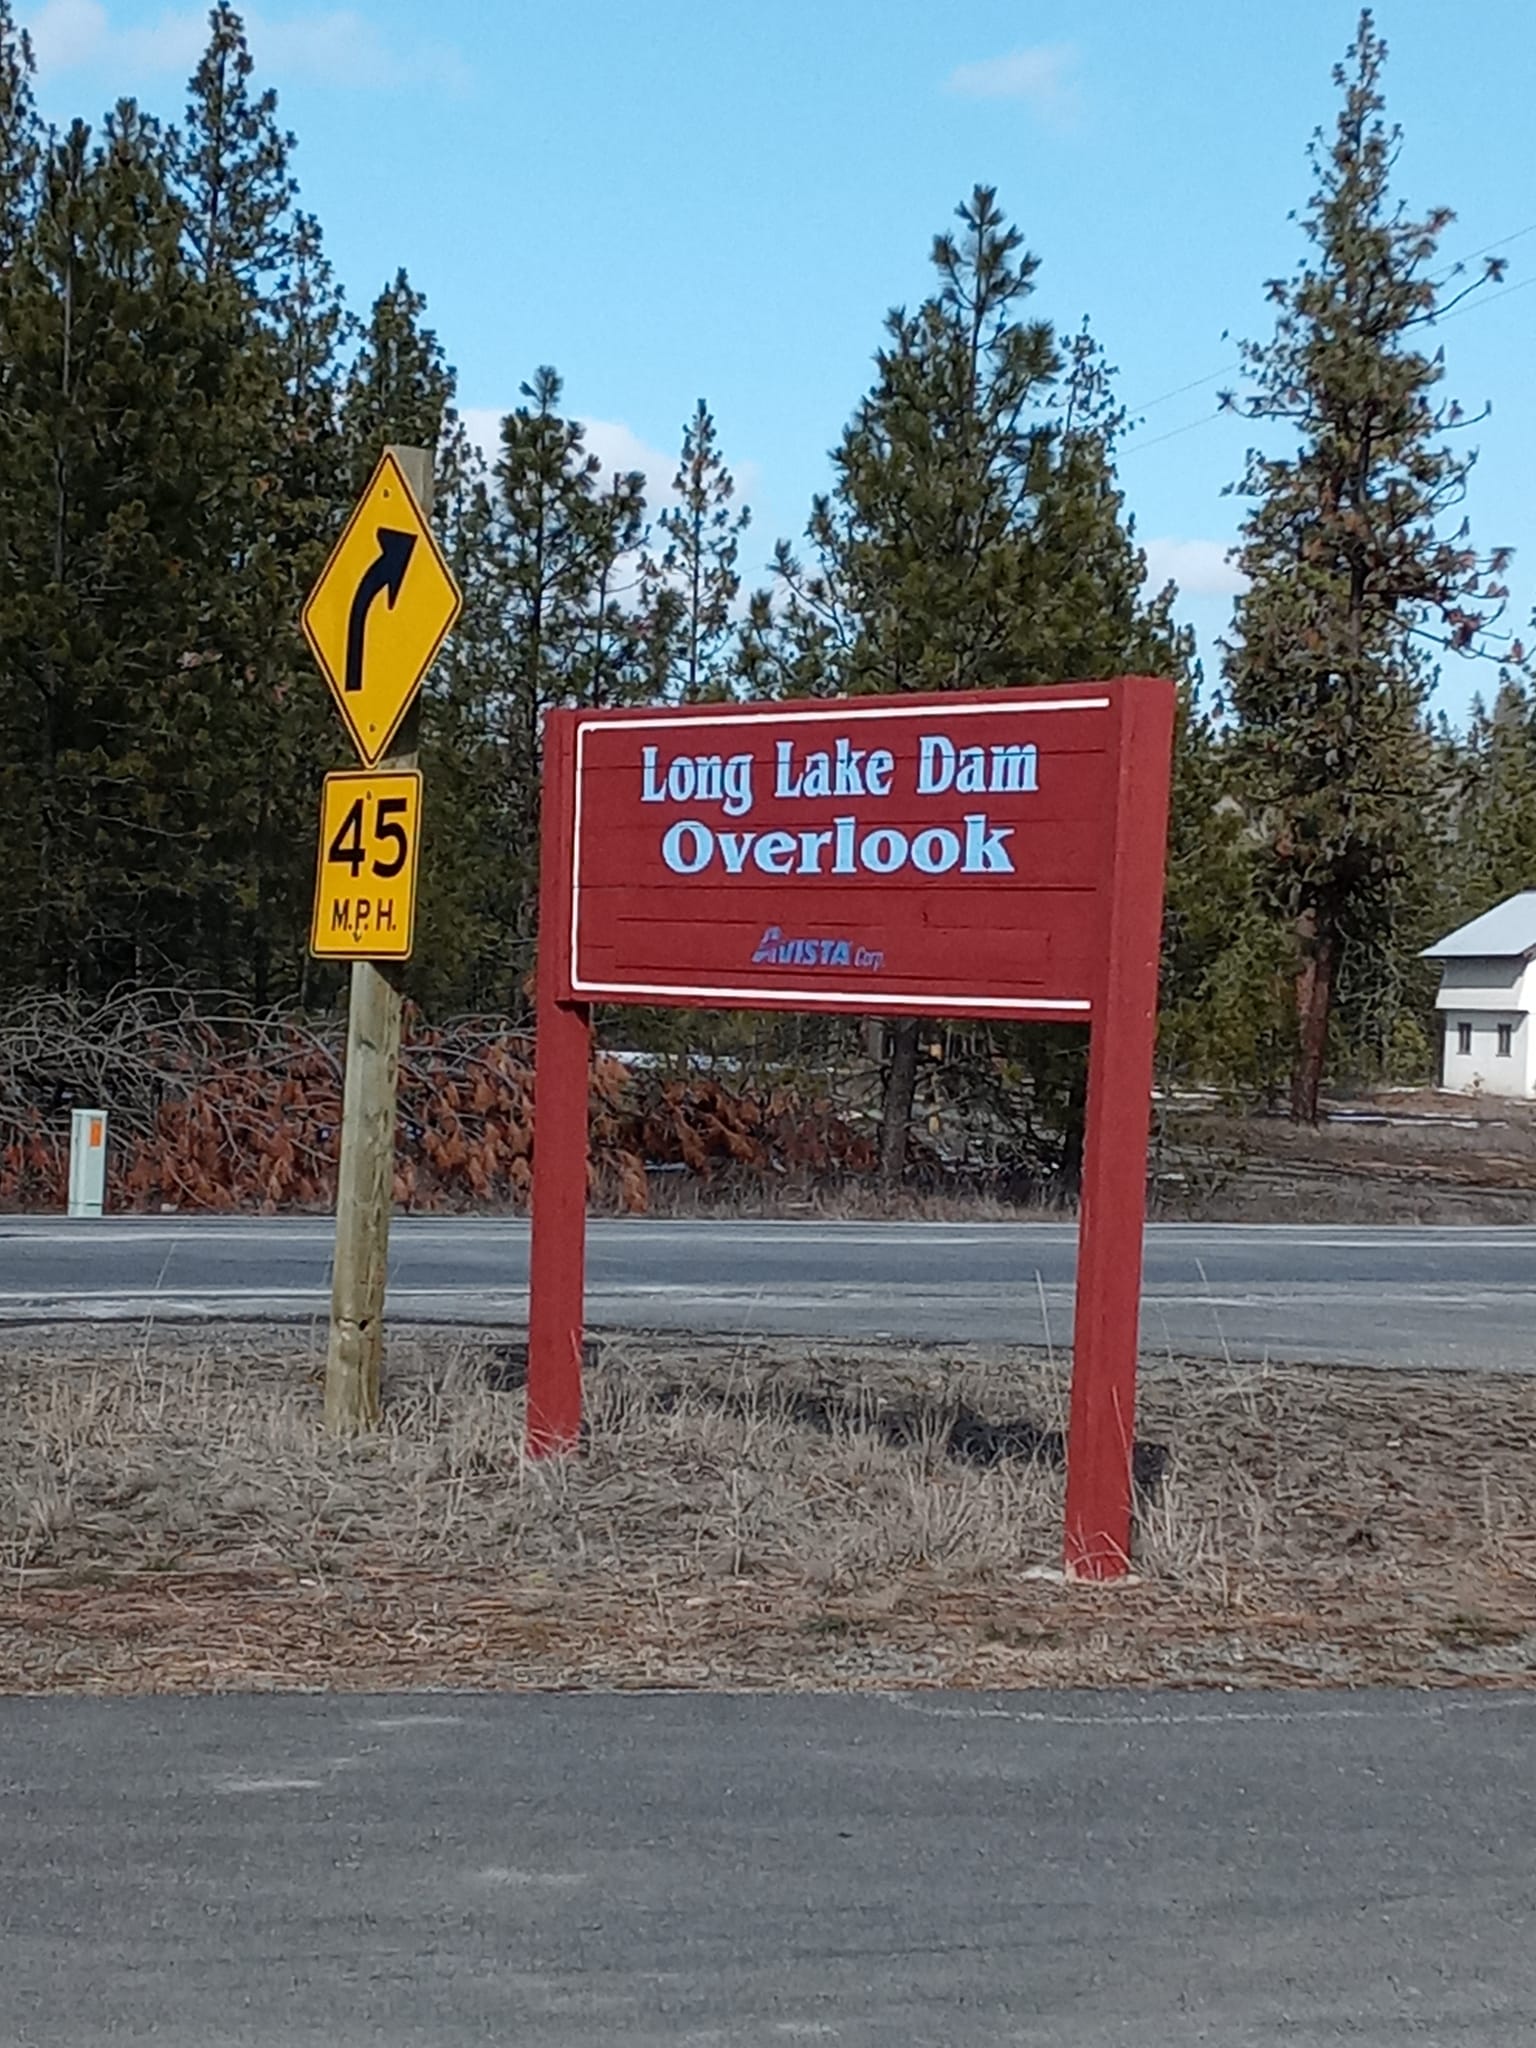 45
M.P.H.
Long Lake Dam
Overlook
AVISTA Corp.